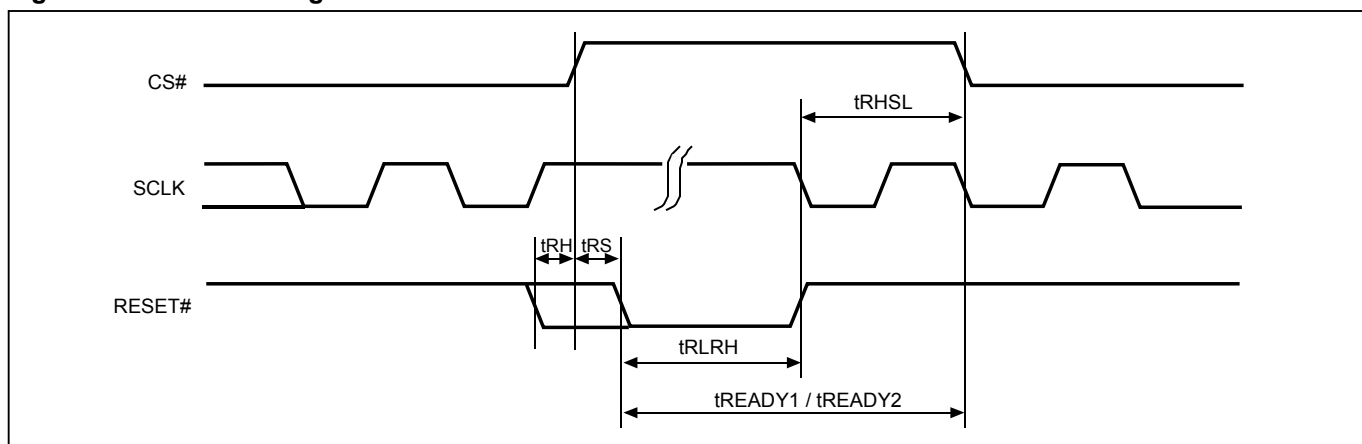 CS#
tRHSL
SCLK
tRH tRS
RESET#
tRLRH
tREADY1 / tREADY2